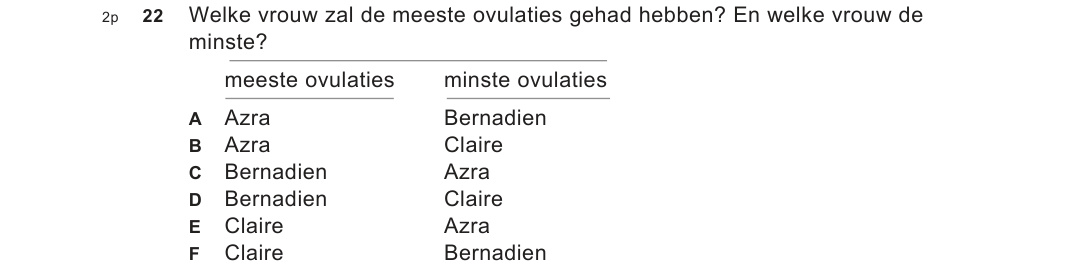 2p 22 Welke vrouw zal de meeste ovulaties gehad hebben? En welke vrouw de
minste?
meeste ovulaties minste ovulaties
A Azra Bernadien
B Azra Claire
C Bernadien Azra
D Bernadien Claire
E Claire Azra
F Claire Bernadien